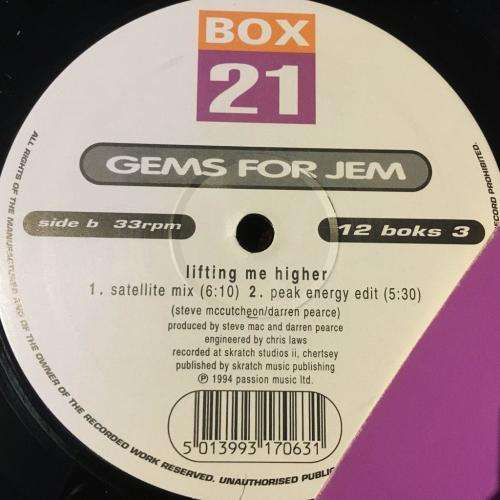 BOX
21
GEMS FOR JEM
side b 33rpm
12 boks 3
lifting me higher
1. satellite mix (6:10) 2. peak energy edit (5:30)
(steve mccutcheon/darren pearce)
produced by steve mac and darren pearce
engineered by chris laws
recorded at skratch studios ii, chertsey
published by skratch music publishing
℗ 1994 passion music ltd.
5 013993 170631
ALL RIGHTS OF THE MANUFACTURER AND OF THE OWNER OF THE RECORDED WORK RESERVED. UNAUTHORISED PUBLIC
RECORD PROHIBITED.